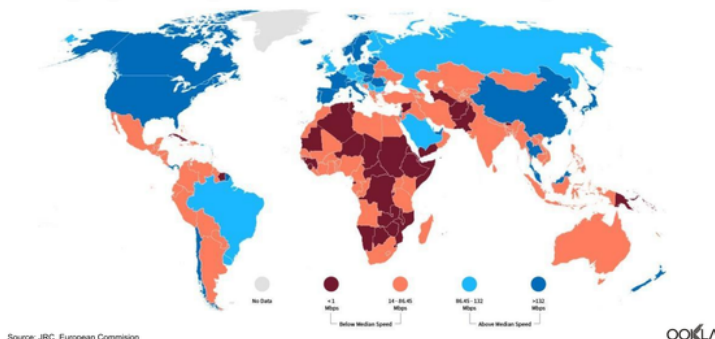 No Data
< 1
Mbps
24 - 86.45
Mbps
86.45 - 132
Mbps
>132
Mbps
Below Median Speed
Above Median Speed
Source: JRC, European Commision
OOKLA